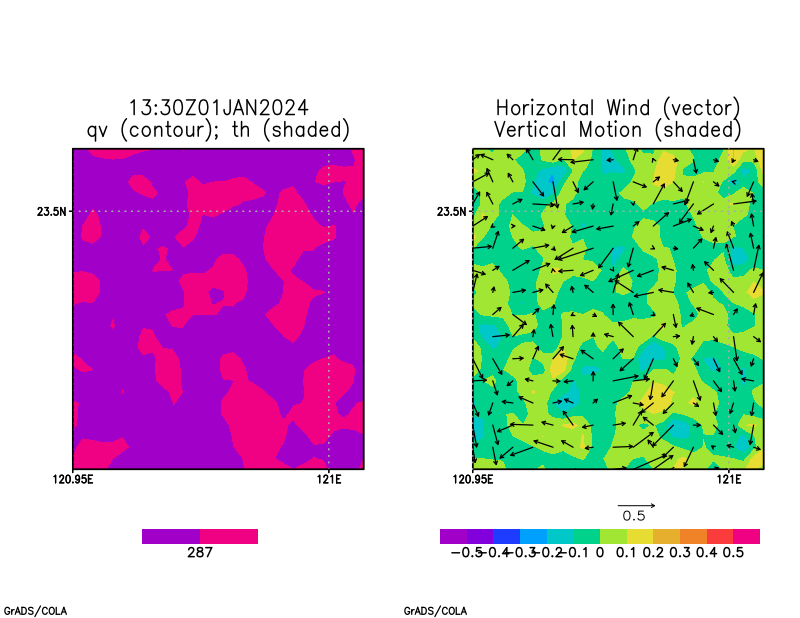 13:30Z01JAN2024
qv (contour); th (shaded)
23.5N
120.95E 121E
287
Horizontal Wind (vector)
Vertical Motion (shaded)
23.5N
120.95E 121E
0.5
-0.5 -0.4 -0.3 -0.2 -0.1 0 0.1 0.2 0.3 0.4 0.5
GrADS/COLA
GrADS/COLA